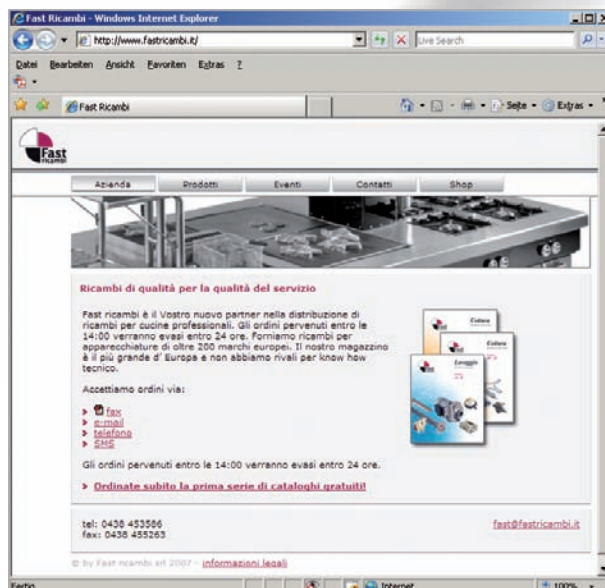 Fast Ricambi - Windows Internet Explorer
http://www.fastricambi.it/
Live Search
Datei Bearbeiten Ansicht Favoriten Extras ?
Fast Ricambi
Seite Extras
Fast
ricambi
Azienda Prodotti Eventi Contatti Shop
Ricambi di qualità per la qualità del servizio
Fast ricambi è il Vostro nuovo partner nella distribuzione di
ricambi per cucine professionali. Gli ordini pervenuti entro le
14:00 verranno evasi entro 24 ore. Forniamo ricambi per
apparecchiature di oltre 200 marchi europei. Il nostro magazzino
è il più grande d' Europa e non abbiamo rivali per know how
tecnico.
Accettiamo ordini via:
fax
e-mail
telefono
SMS
Gli ordini pervenuti entro le 14:00 verranno evasi entro 24 ore.
Ordinate subito la prima serie di cataloghi gratuiti!
Cottura
Cottura
Lavaggio
tel: 0438 453586
fax: 0438 455263
fast@fastricambi.it
© by Fast ricambi srl 2007 - informazioni legali
Fertig
Internet
100%